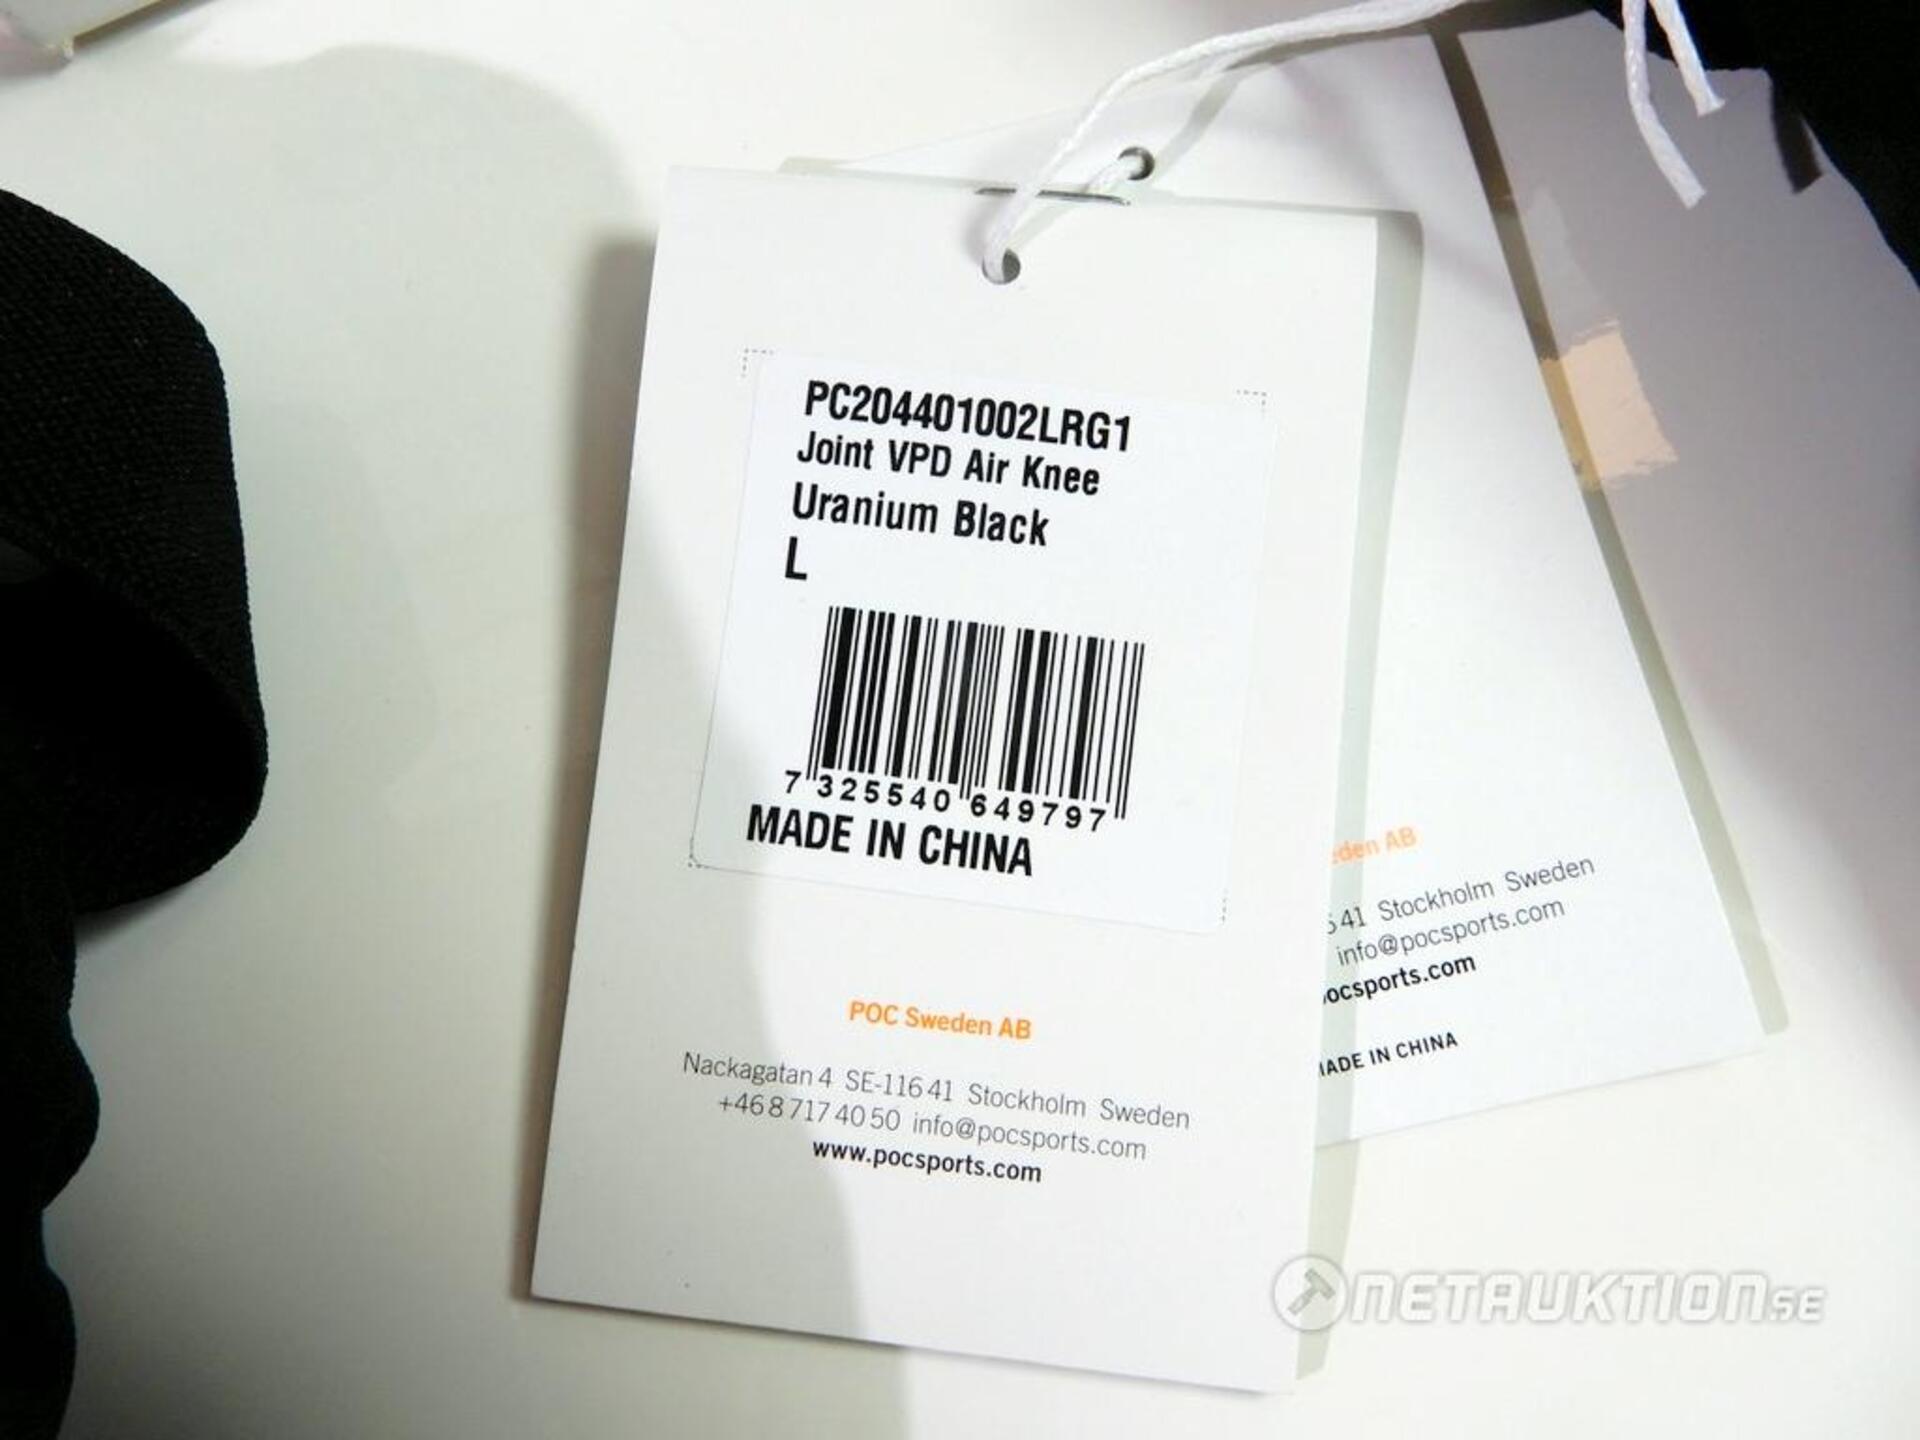 PC204401002LRG1
Joint VPD Air Knee
Uranium Black
L
7 325540 649797
MADE IN CHINA
POC Sweden AB
Nackagatan 4 SE-116 41 Stockholm Sweden
+46 8 717 40 50 info@pocsports.com
www.pocsports.com
AB
41 Stockholm Sweden
info@pocsports.com
ocsports.com
IN CHINA
NETAUKTION.SE